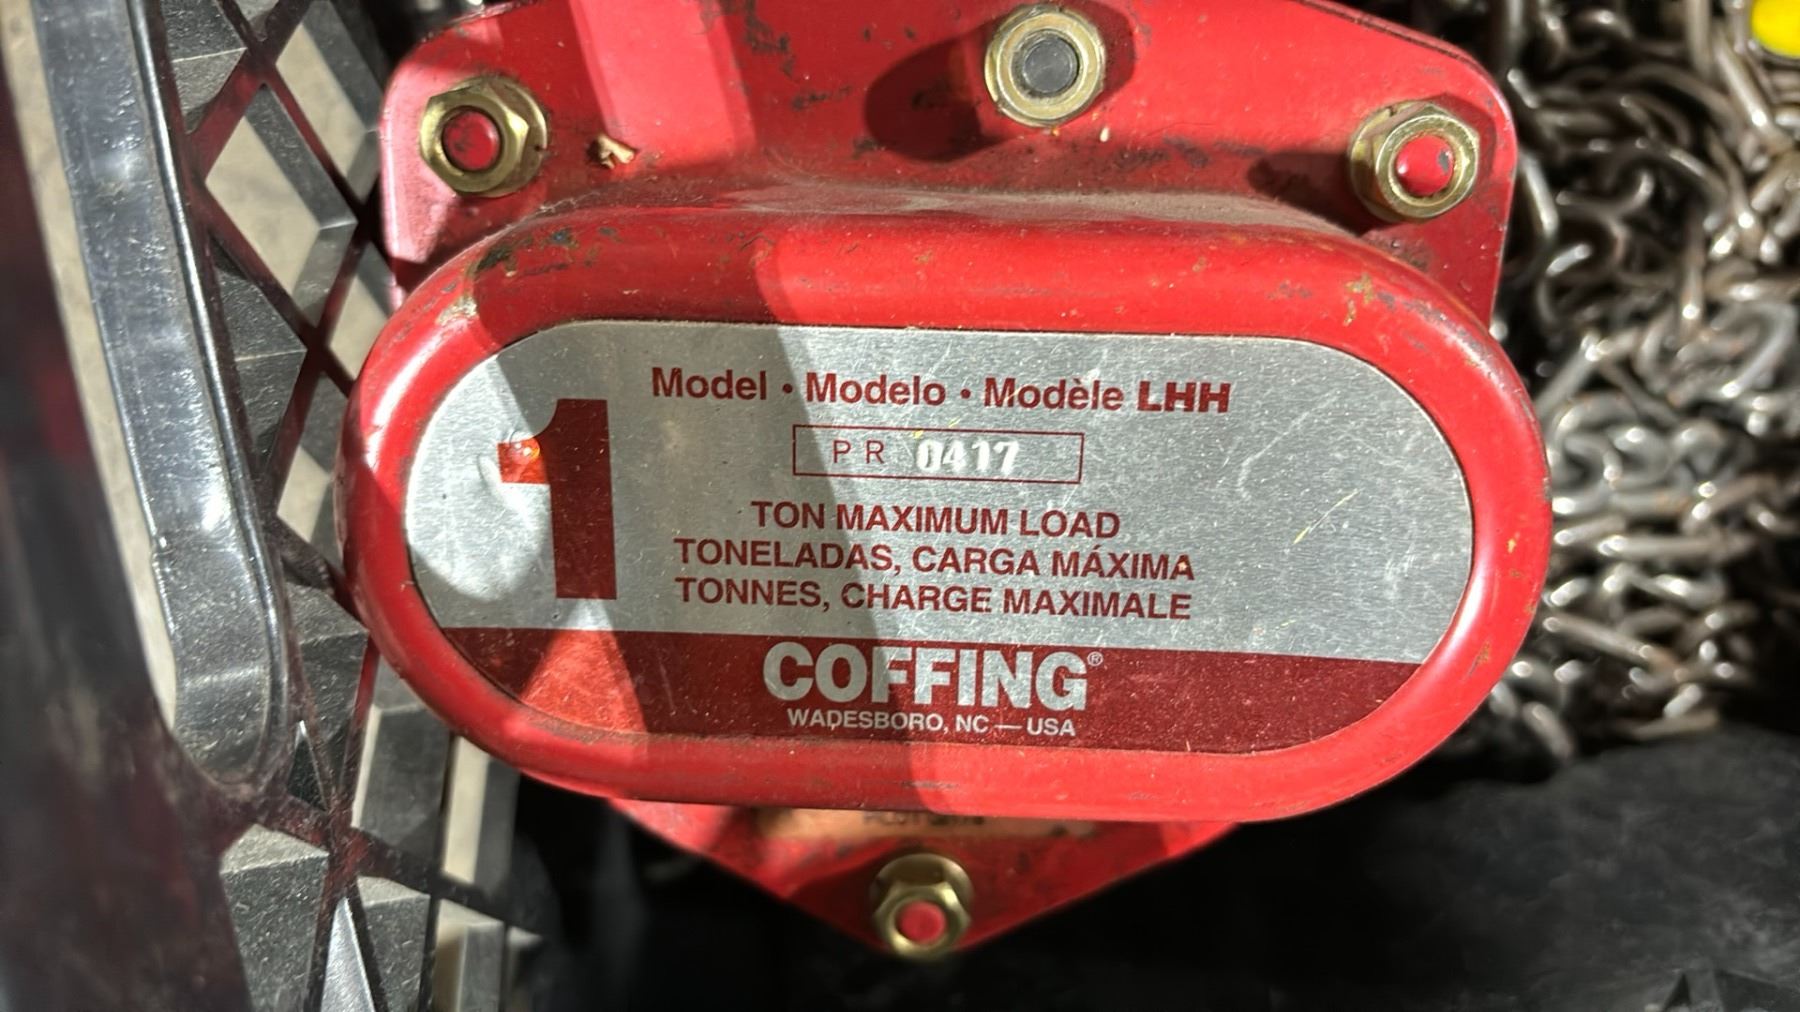 Model • Modelo • Modèle LHH
1
PR 0417
TON MAXIMUM LOAD
TONELADAS, CARGA MÁXIMA
TONNES, CHARGE MAXIMALE
COFFING®
WADESBORO, NC — USA